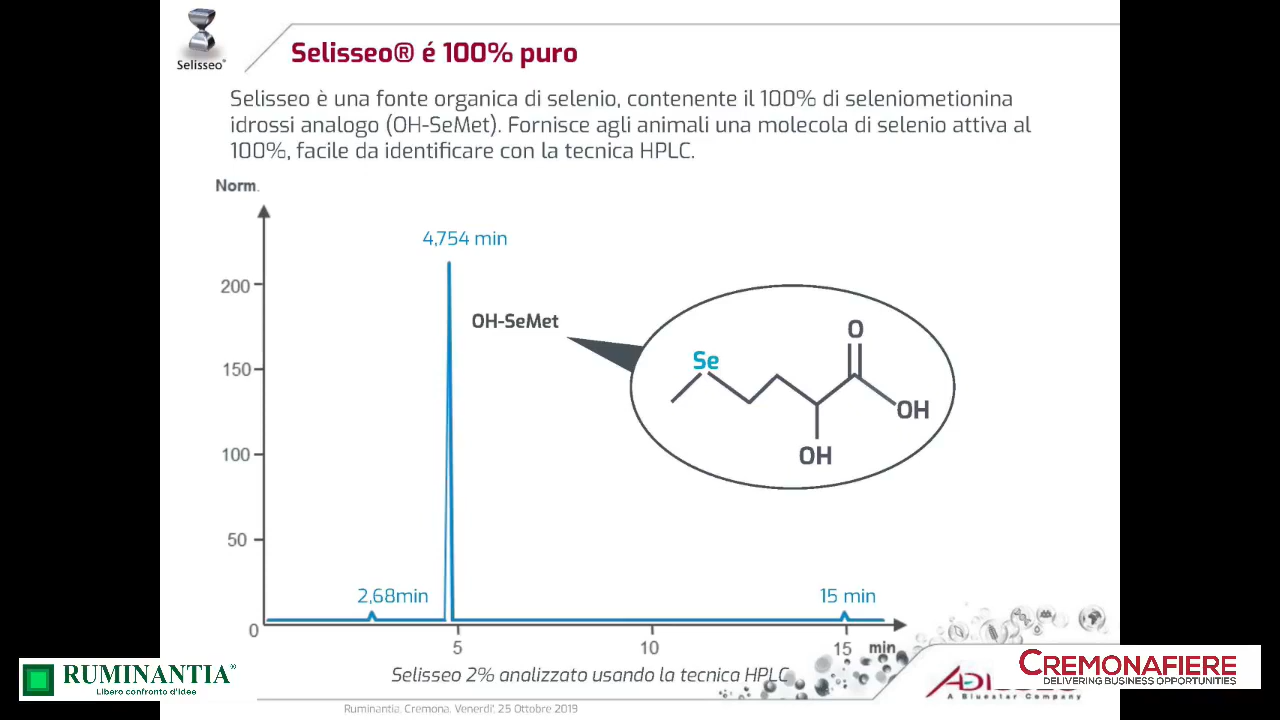 Selisseo®
Selisseo® é 100% puro
Selisseo è una fonte organica di selenio, contenente il 100% di seleniometionina
idrossi analogo (OH-SeMet). Fornisce agli animali una molecola di selenio attiva al
100%, facile da identificare con la tecnica HPLC.
Norm.
4,754 min
200
OH-SeMet
O
Se
150
OH
OH
100
50
2,68min
15 min
0
5
10
15
min
Selisseo 2% analizzato usando la tecnica HPLC
RUMINANTIA®
Libero confronto d'Idee
CREMONAFIERE
DELIVERING BUSINESS OPPORTUNITIES
A Bluestar Company
Ruminantia. Cremona. Venerdi'. 25 Ottobre 2019